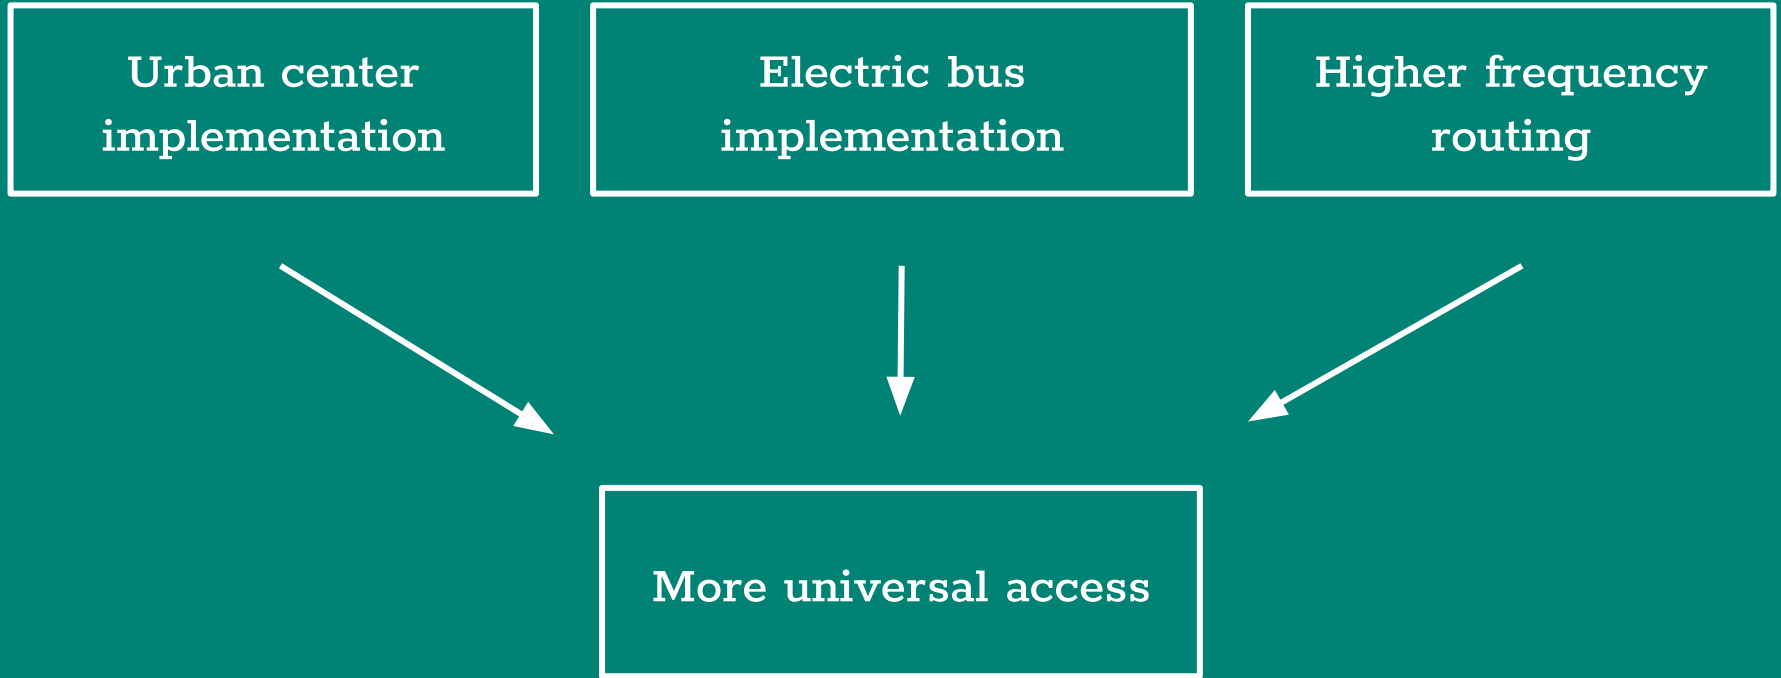 Urban center
implementation
Electric bus
implementation
Higher frequency
routing
More universal access